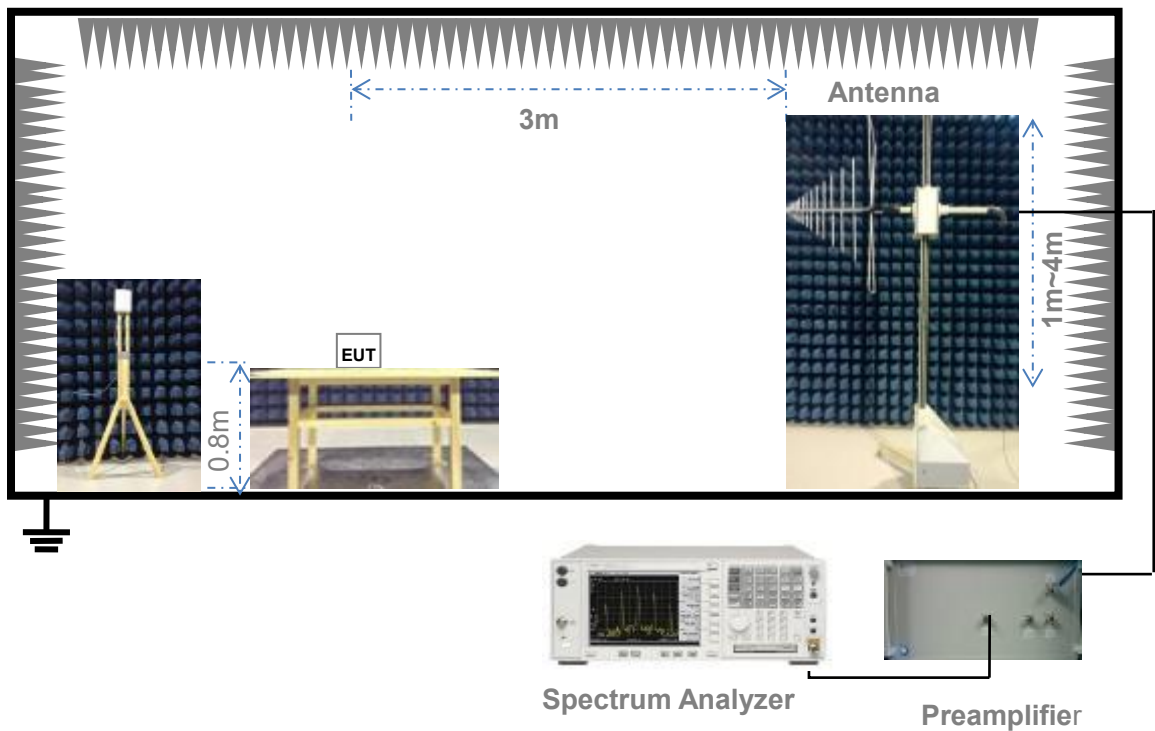 Antenna
3m
1m~4m
EUT
0.8m
Spectrum Analyzer
Preamplifier